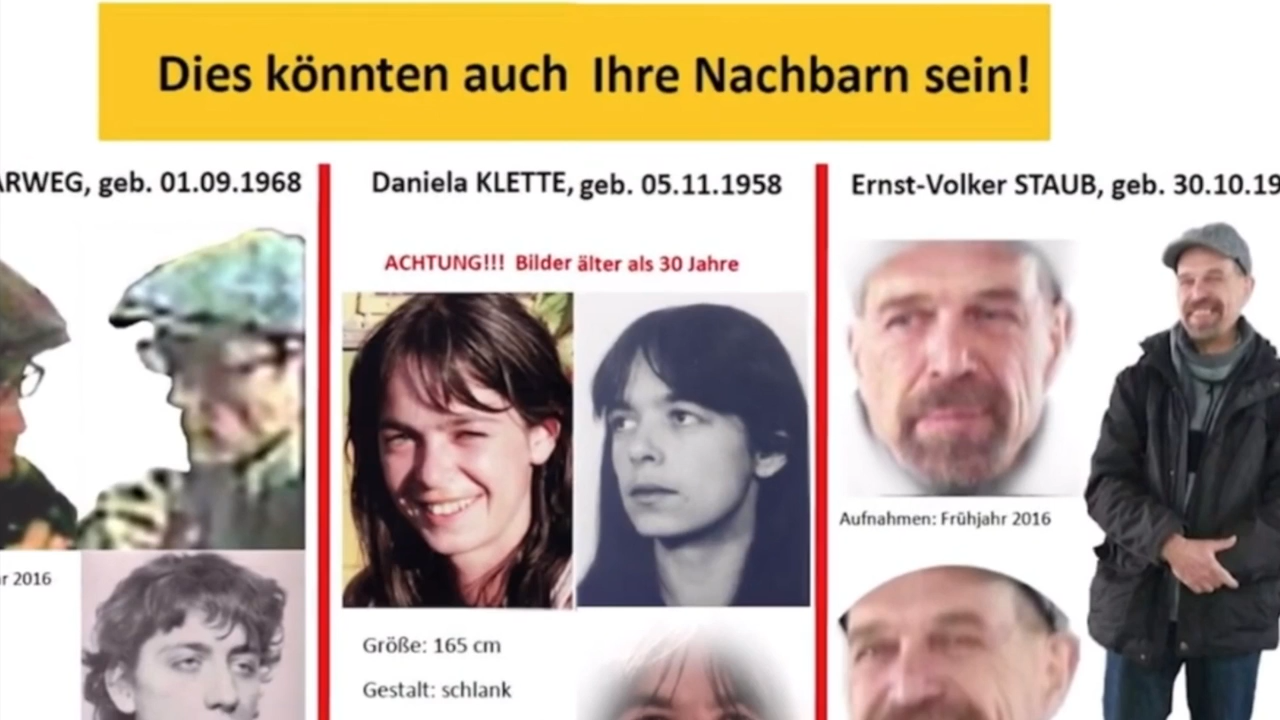 Dies könnten auch Ihre Nachbarn sein!
ARWEG, geb. 01.09.1968
Daniela KLETTE, geb. 05.11.1958
Ernst-Volker STAUB, geb. 30.10.19
ACHTUNG!!! Bilder älter als 30 Jahre
Aufnahmen: Frühjahr 2016
r 2016
Größe: 165 cm
Gestalt: schlank